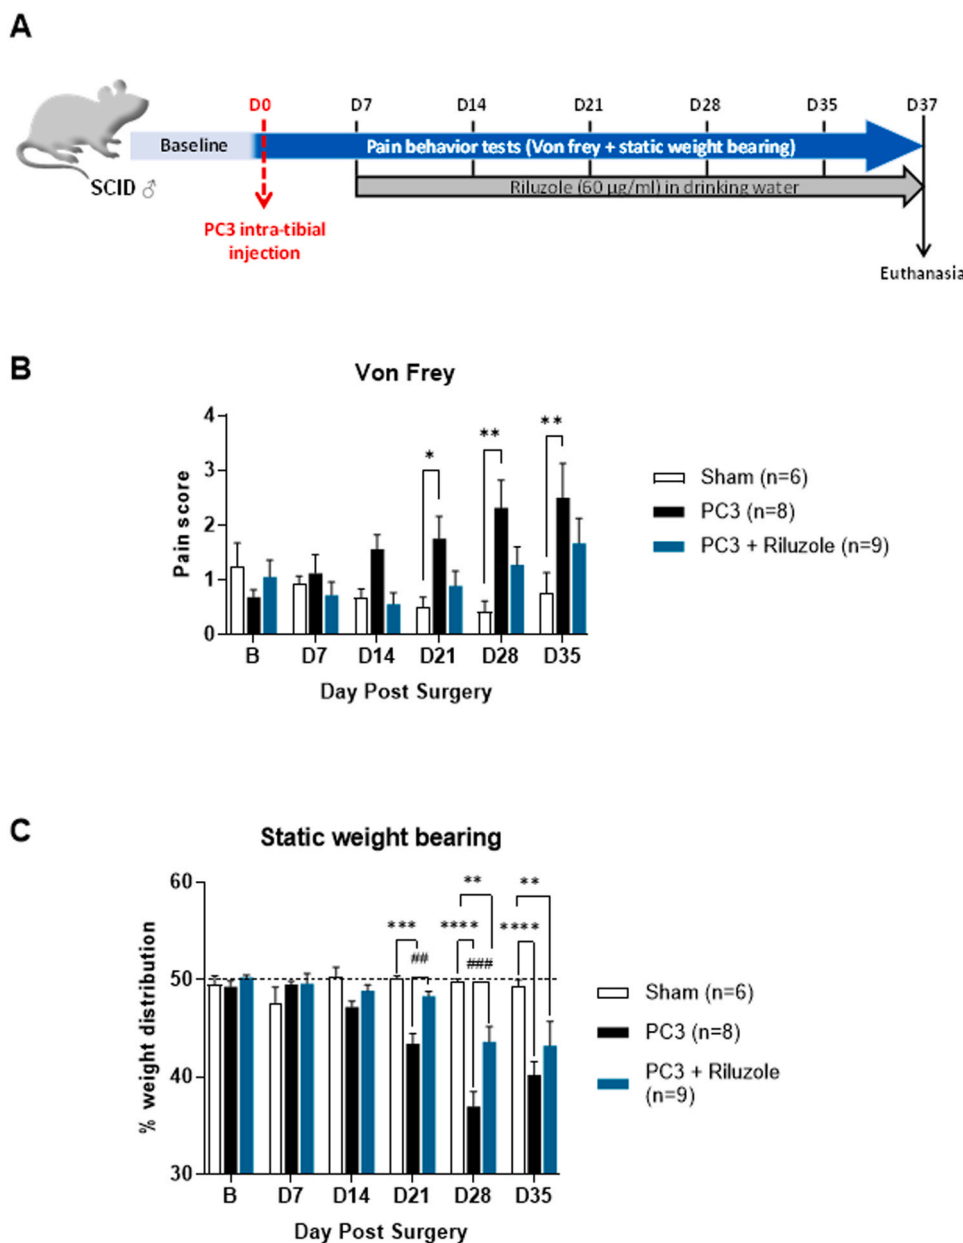 A
D0
D7
D14
D21
D28
D35
D37
Baseline
Pain behavior tests (Von frey + static weight bearing)
SCID ♂
Riluzole (60 µg/ml) in drinking water
PC3 intra-tibial
injection
Euthanasia
B
Von Frey
Pain score
4
3
2
1
0
*
**
**
B
D7
D14
D21
D28
D35
Day Post Surgery
Sham (n=6)
PC3 (n=8)
PC3 + Riluzole (n=9)
C
Static weight bearing
% weight distribution
60
50
40
30
***
##
**
****
###
**
****
B
D7
D14
D21
D28
D35
Day Post Surgery
Sham (n=6)
PC3 (n=8)
PC3 + Riluzole
(n=9)